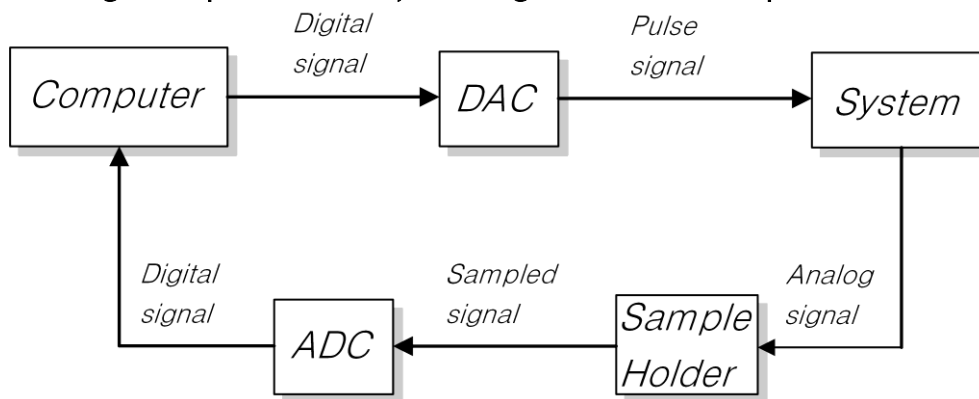 Digital
signal
Pulse
signal
Computer
DAC
System
Digital
signal
Sampled
signal
Analog
signal
ADC
Sample
Holder